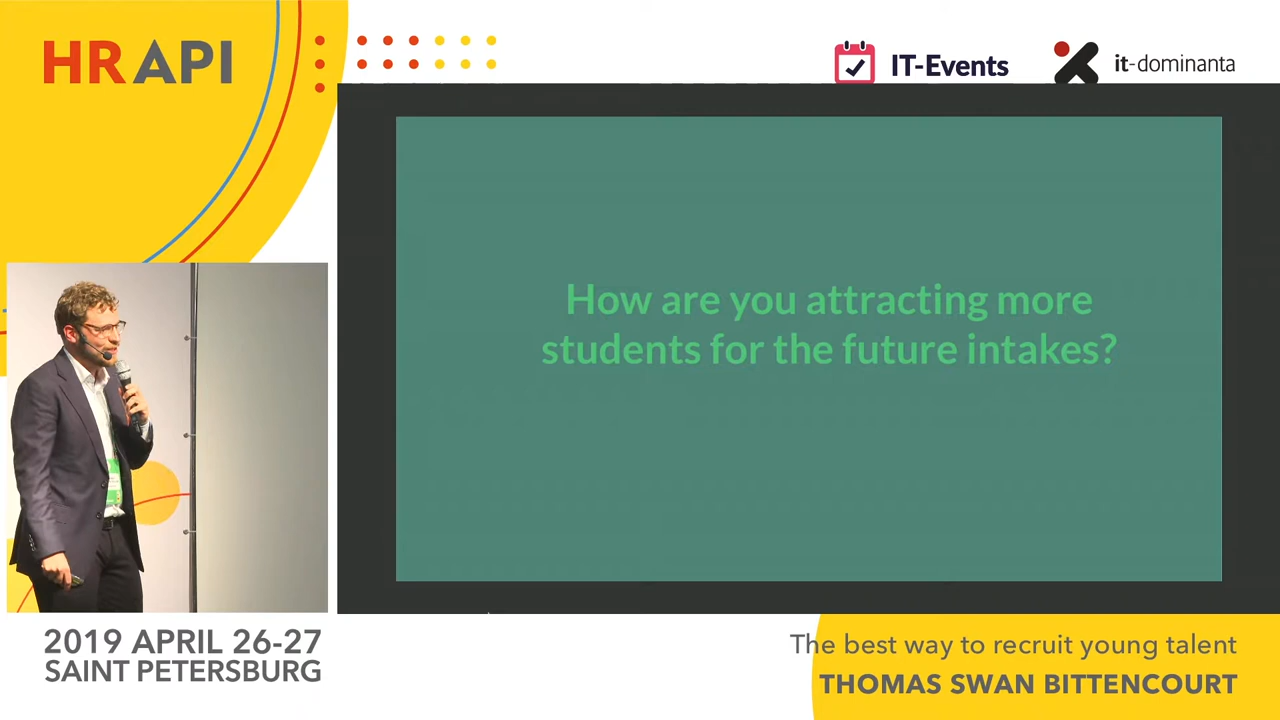 HR API
IT-Events
it-dominanta
How are you attracting more
students for the future intakes?
2019 APRIL 26-27
SAINT PETERSBURG
The best way to recruit young talent
THOMAS SWAN BITTENCOURT